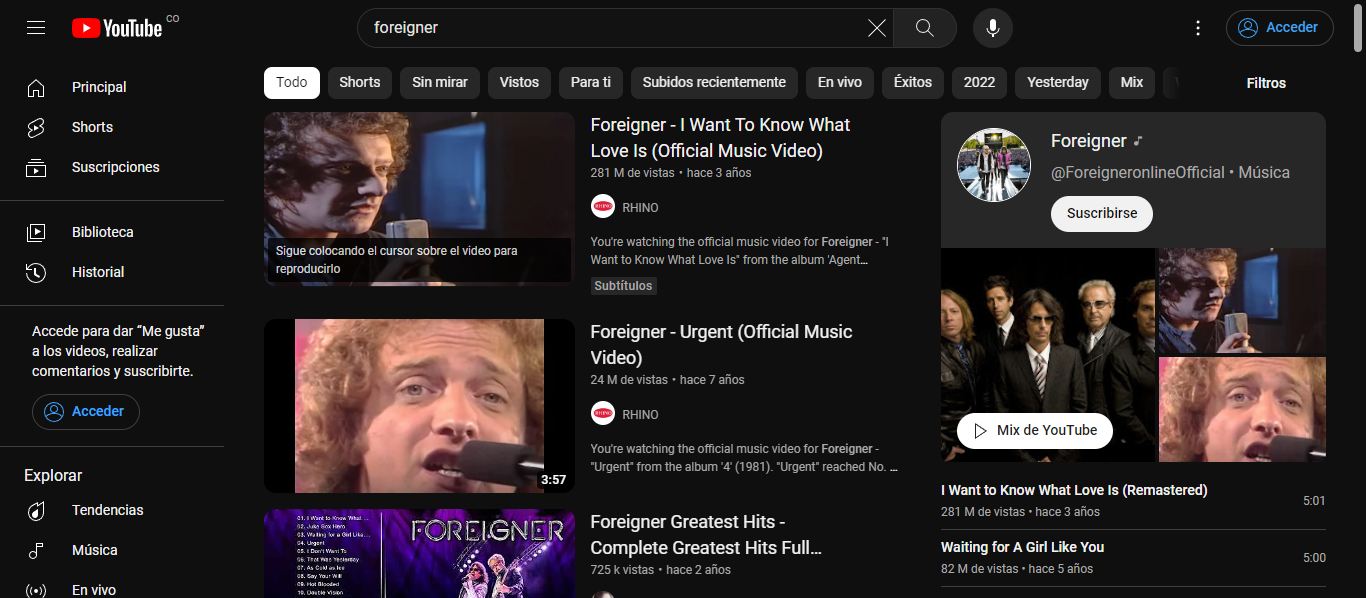 YouTube CO
foreigner
Acceder
Principal
Shorts
Suscripciones
Biblioteca
Historial
Accede para dar “Me gusta”
a los videos, realizar
comentarios y suscribirte.
Acceder
Explorar
Tendencias
Música
En vivo
Todo
Shorts
Sin mirar
Vistos
Para ti
Subidos recientemente
En vivo
Éxitos
2022
Yesterday
Mix
Filtros
Sigue colocando el cursor sobre el video para
reproducirlo
Foreigner - I Want To Know What
Love Is (Official Music Video)
281 M de vistas • hace 3 años
RHINO
RHINO
You're watching the official music video for Foreigner - "I
Want to Know What Love Is" from the album 'Agent...
Subtítulos
3:57
Foreigner - Urgent (Official Music
Video)
24 M de vistas • hace 7 años
RHINO
RHINO
You're watching the official music video for Foreigner -
"Urgent" from the album '4' (1981). "Urgent" reached No. ...
01. I Want to Know What...
02. Juke Box Hero
03. Waiting for a Girl Like...
04. Urgent
05. I Don't Want To
06. That Was Yesterday
07. As Cold as Ice
08. Say Your Will
09. Hot Blooded
10. Double Vision
FOREIGNER
Foreigner Greatest Hits -
Complete Greatest Hits Full...
725 k vistas • hace 2 años
Foreigner
@ForeigneronlineOfficial • Música
Suscribirse
Mix de YouTube
I Want to Know What Love Is (Remastered)
281 M de vistas • hace 3 años
5:01
Waiting for A Girl Like You
82 M de vistas • hace 5 años
5:00